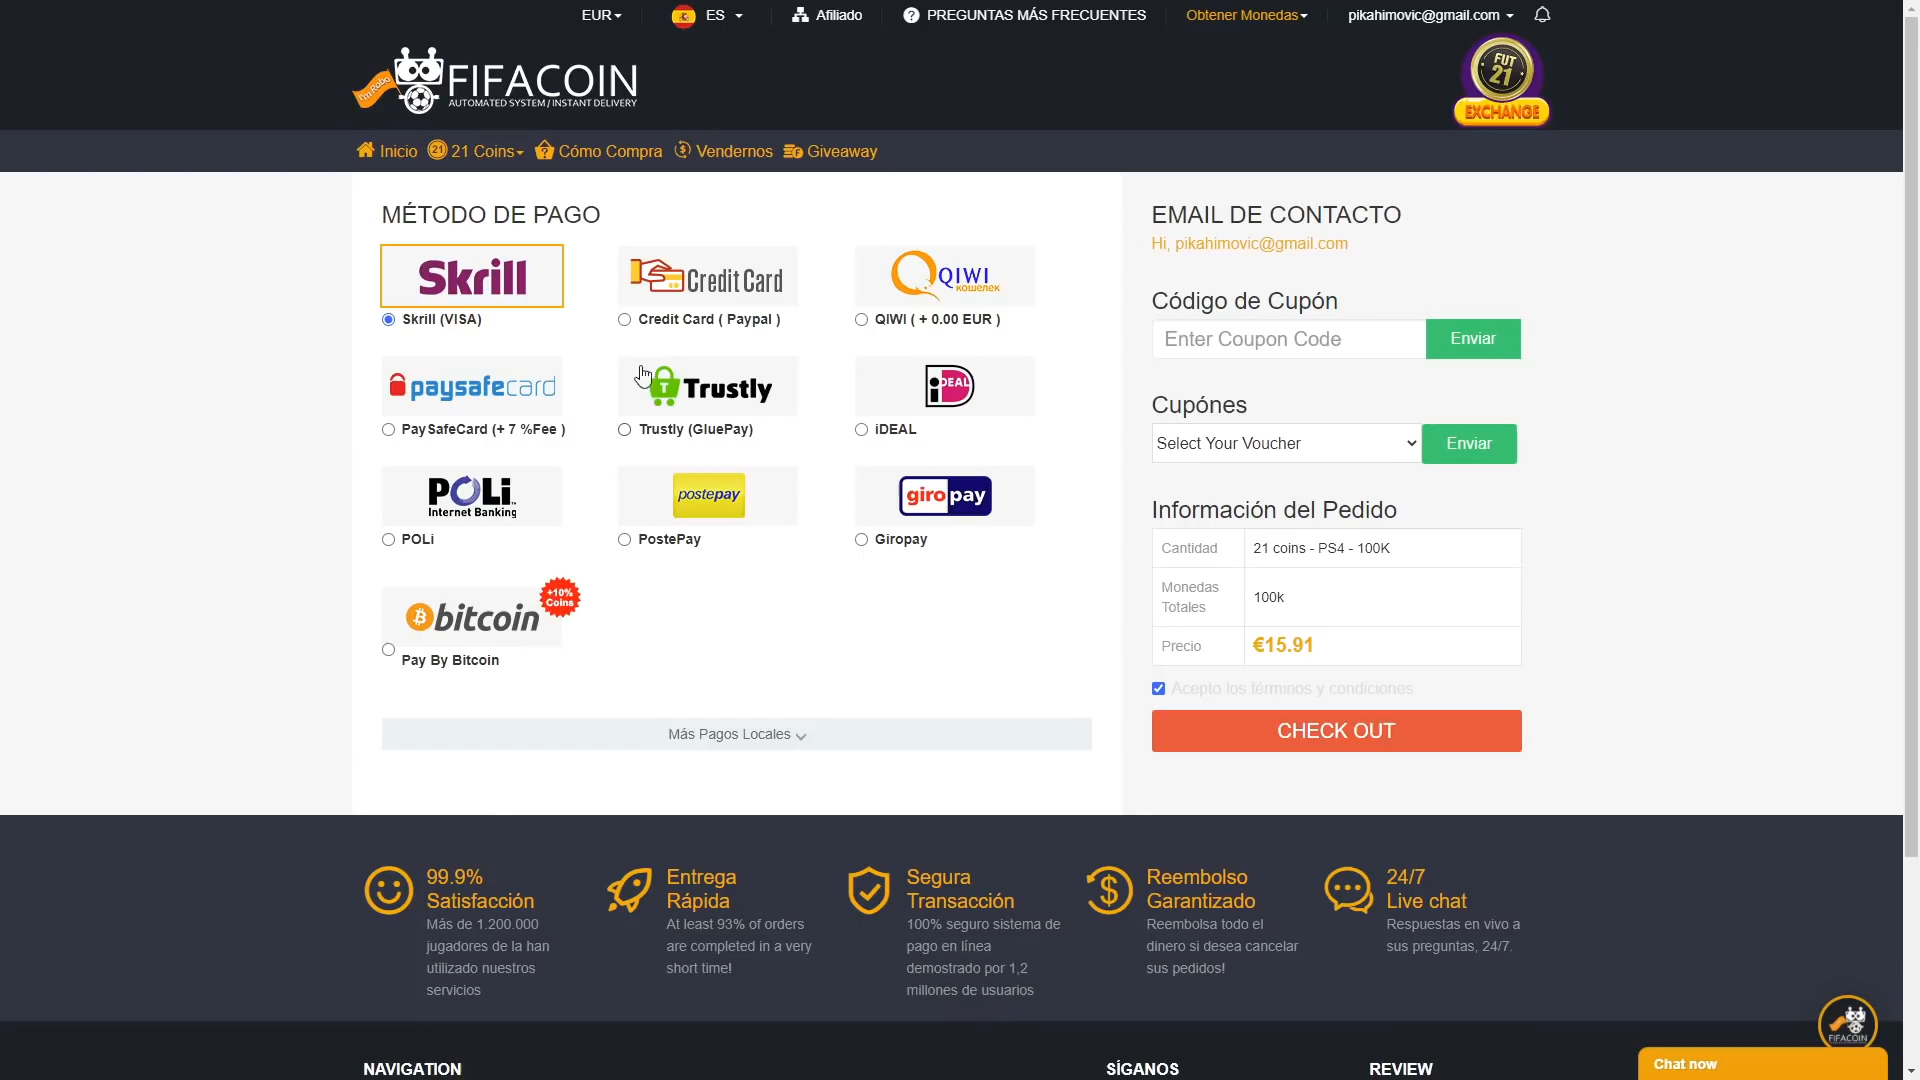 EUR
ES
Afiliado
PREGUNTAS MÁS FRECUENTES
Obtener Monedas
pikahimovic@gmail.com
I'm Robo
FIFACOIN
AUTOMATED SYSTEM / INSTANT DELIVERY
FUT
21
EXCHANGE
Inicio
21
21 Coins
Cómo Compra
Vendernos
Giveaway
MÉTODO DE PAGO
Skrill
Credit Card
QIWI
КОШЕЛЕК
Skrill (VISA)
Credit Card ( Paypal )
QIWI ( + 0.00 EUR )
paysafecard
T
Trustly
iDEAL
PaySafeCard (+ 7 %Fee )
Trustly (GluePay)
iDEAL
POLi
Internet Banking
postepay
giropay
POLi
PostePay
Giropay
+10%
Coins
bitcoin
Pay By Bitcoin
Más Pagos Locales
EMAIL DE CONTACTO
Hi, pikahimovic@gmail.com
Código de Cupón
Enter Coupon Code
Enviar
Cupónes
Select Your Voucher
Enviar
Información del Pedido
Cantidad
21 coins - PS4 - 100K
Monedas
Totales
100k
Precio
€15.91
Acepto los términos y condiciones
CHECK OUT
99.9%
Satisfacción
Más de 1.200.000
jugadores de la han
utilizado nuestros
servicios
Entrega
Rápida
At least 93% of orders
are completed in a very
short time!
Segura
Transacción
100% seguro sistema de
pago en línea
demostrado por 1,2
millones de usuarios
Reembolso
Garantizado
Reembolsa todo el
dinero si desea cancelar
sus pedidos!
24/7
Live chat
Respuestas en vivo a
sus preguntas, 24/7.
FIFACOIN
Chat now
NAVIGATION
SÍGANOS
REVIEW